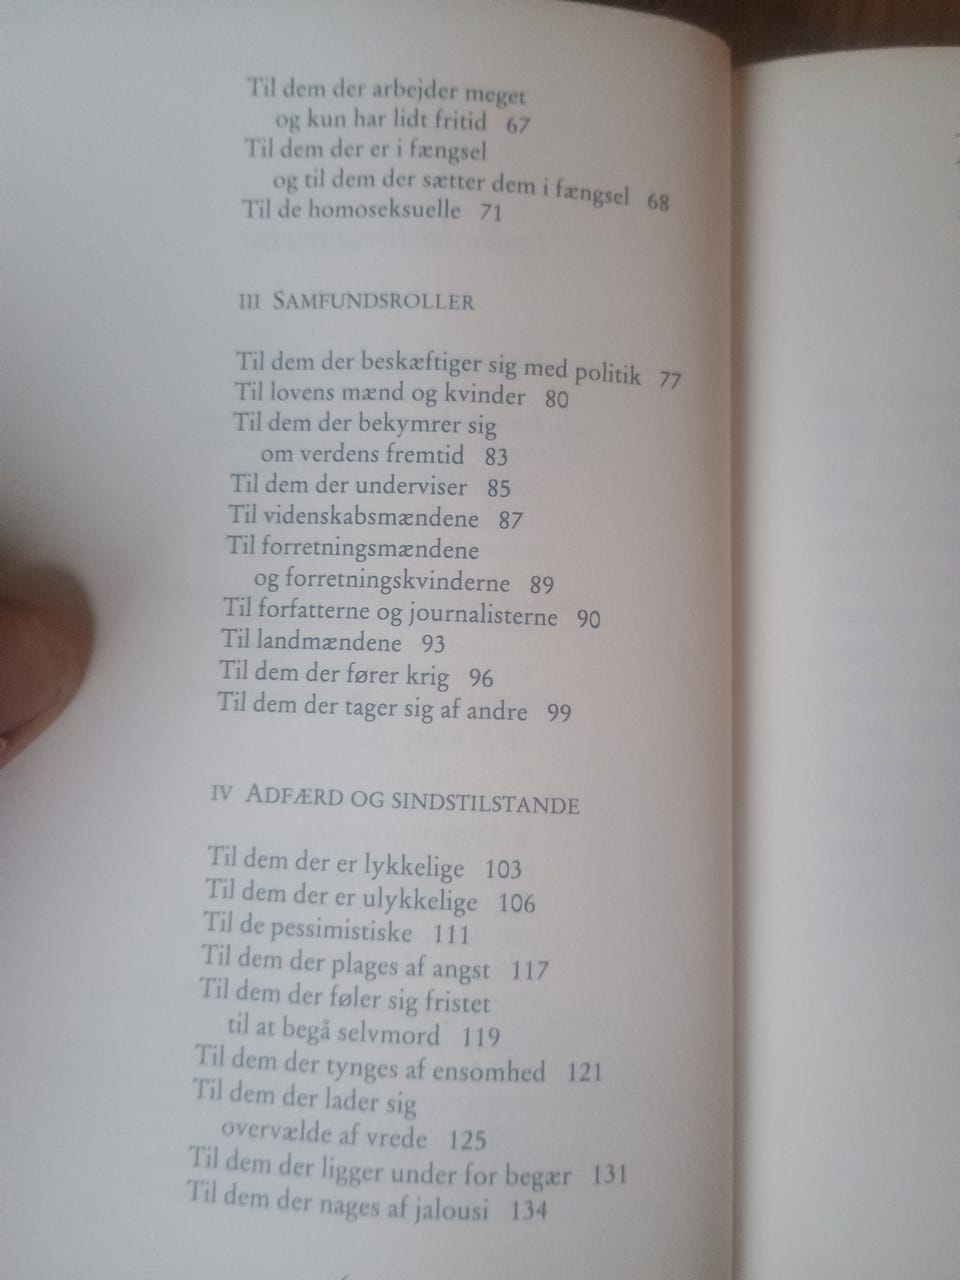 Til dem der arbejder meget
og kun har lidt fritid 67
Til dem der er i fængsel
og til dem der sætter dem i fængsel 68
Til de homoseksuelle 71
III SAMFUNDSROLLER
Til dem der beskæftiger sig med politik 77
Til lovens mænd og kvinder 80
Til dem der bekymrer sig
om verdens fremtid 83
Til dem der underviser 85
Til videnskabsmændene 87
Til forretningsmændene
og forretningskvinderne 89
Til forfatterne og journalisterne 90
Til landmændene 93
Til dem der fører krig 96
Til dem der tager sig af andre 99
IV ADFÆRD OG SINDSTILSTANDE
Til dem der er lykkelige 103
Til dem der er ulykkelige 106
Til de pessimistiske 111
Til dem der plages af angst 117
Til dem der føler sig fristet
til at begå selvmord 119
Til dem der tynges af ensomhed 121
Til dem der lader sig
overvælde af vrede 125
Til dem der ligger under for begær 131
Til dem der nages af jalousi 134